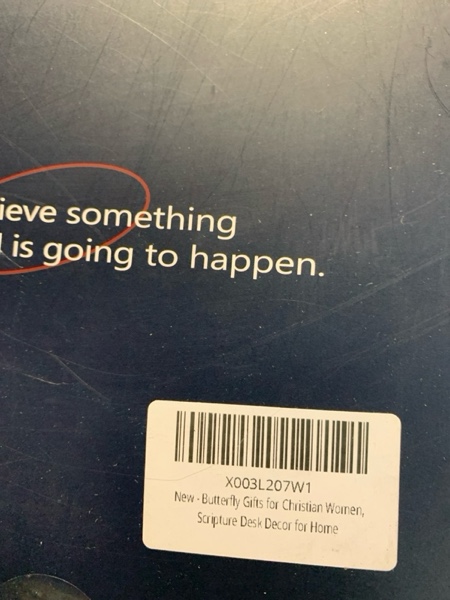 ieve something
is going to happen.
X003L207W1
New - Butterfly Gifts for Christian Women,
Scripture Desk Decor for Home